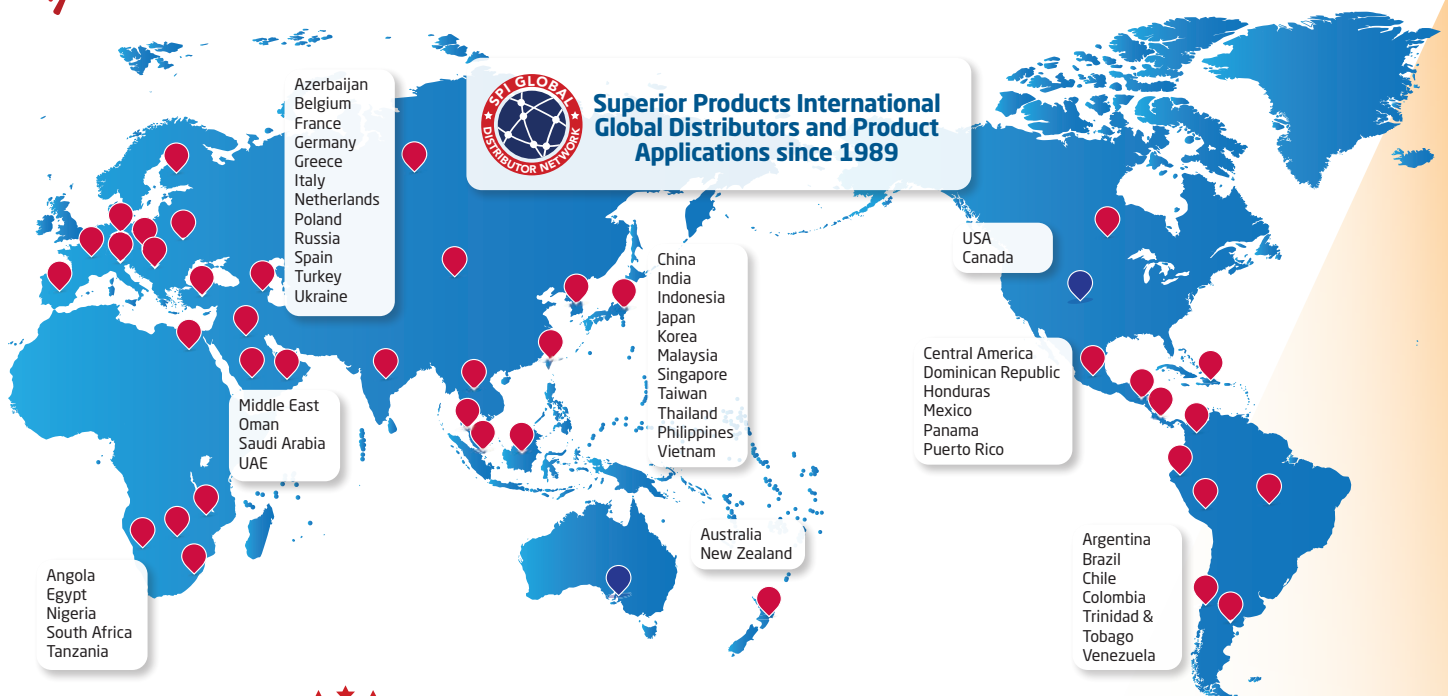 SPI GLOBAL
DISTRIBUTOR NETWORK
Superior Products International
Global Distributors and Product
Applications since 1989
Azerbaijan
Belgium
France
Germany
Greece
Italy
Netherlands
Poland
Russia
Spain
Turkey
Ukraine
Middle East
Oman
Saudi Arabia
UAE
Angola
Egypt
Nigeria
South Africa
Tanzania
China
India
Indonesia
Japan
Korea
Malaysia
Singapore
Taiwan
Thailand
Philippines
Vietnam
Australia
New Zealand
USA
Canada
Central America
Dominican Republic
Honduras
Mexico
Panama
Puerto Rico
Argentina
Brazil
Chile
Colombia
Trinidad &
Tobago
Venezuela